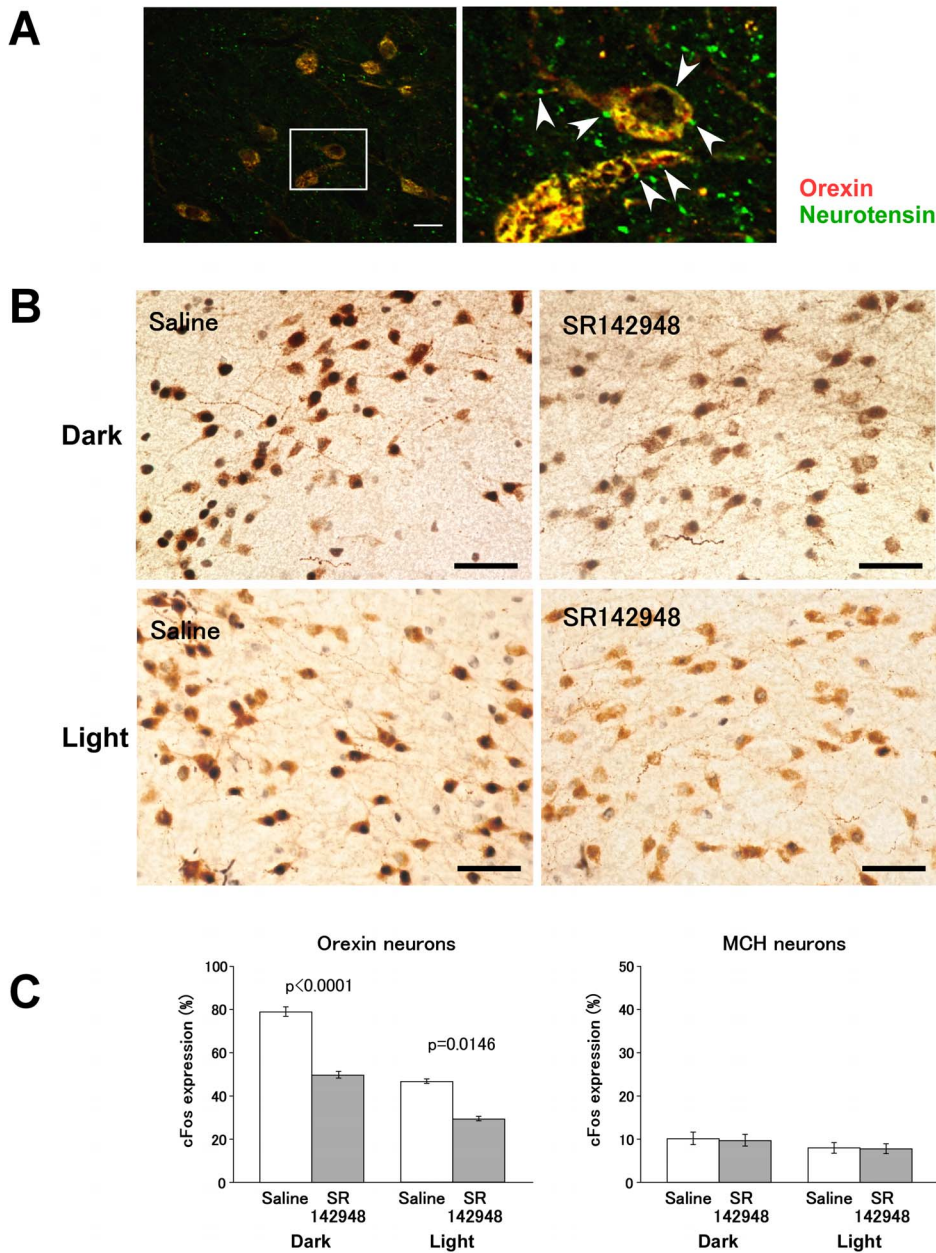 A
Orexin
Neurotensin
B
Saline
SR142948
Dark
Saline
SR142948
Light
C
Orexin neurons
cFos expression (%)
100
80
60
40
20
0
p<0.0001
p=0.0146
Saline SR 142948 Saline SR 142948
Dark Light
MCH neurons
cFos expression (%)
50
40
30
20
10
0
Saline SR 142948 Saline SR 142948
Dark Light